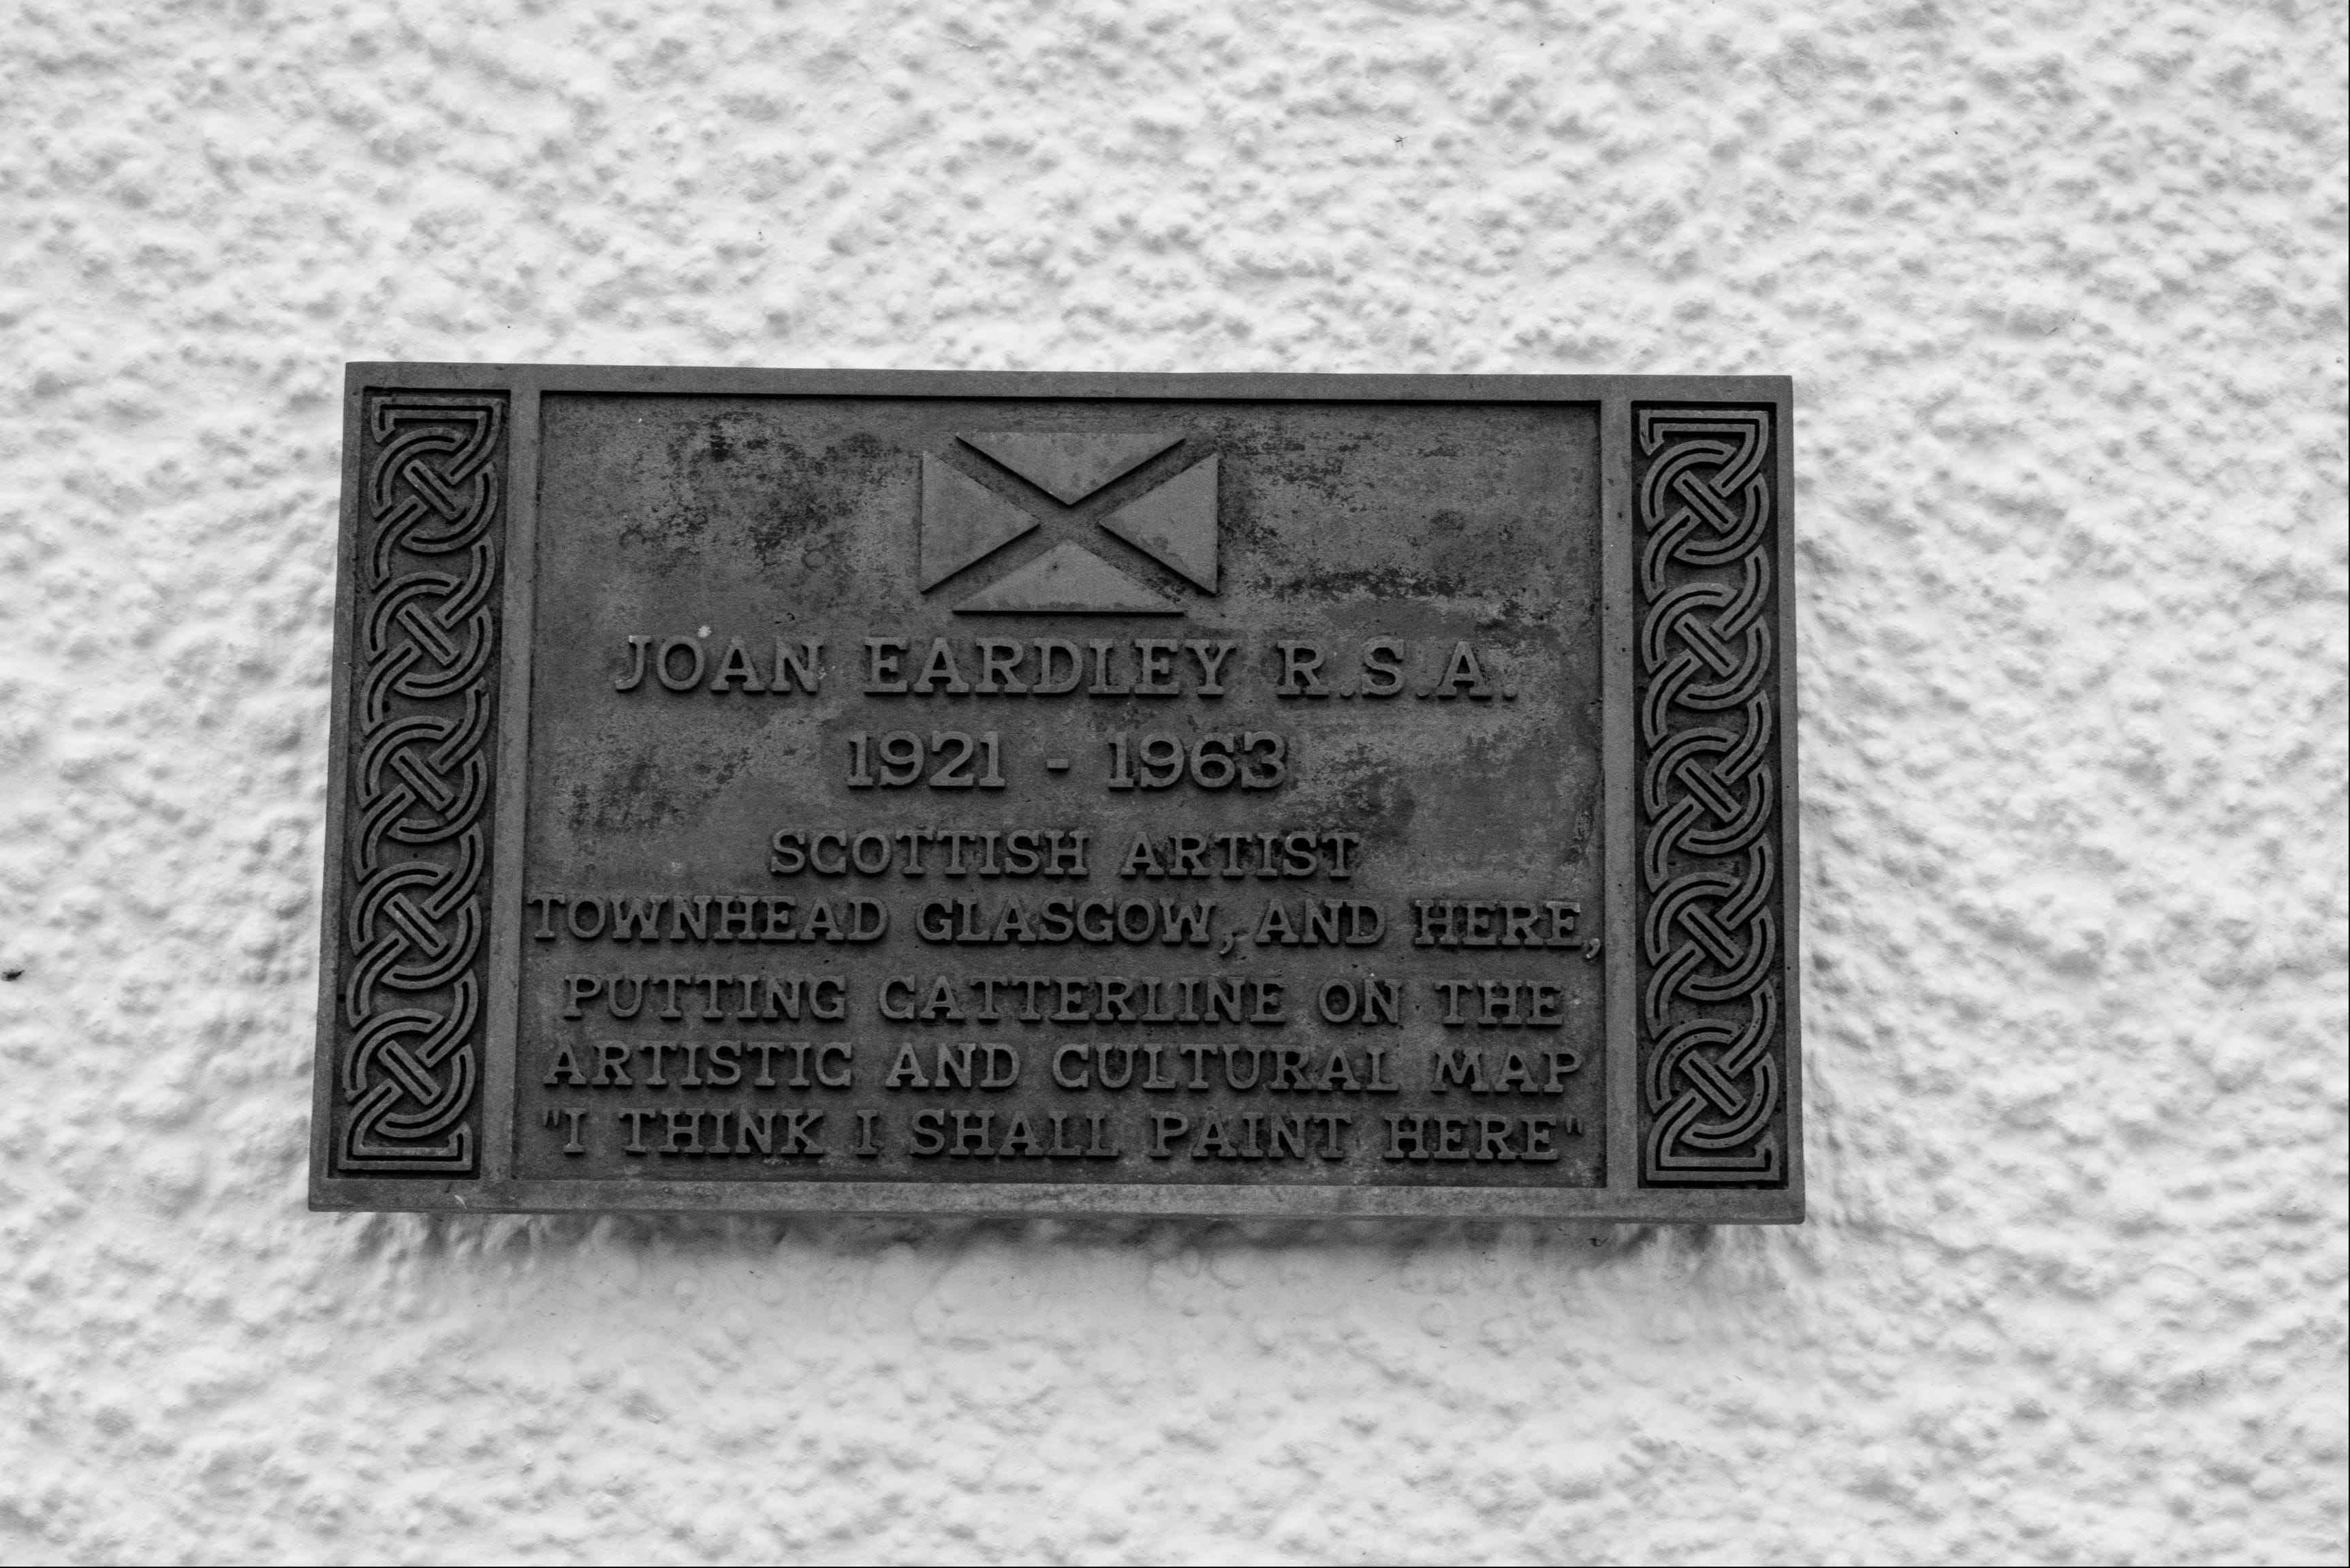 JOAN EARDLEY R.S.A.
1921 - 1963
SCOTTISH ARTIST
TOWNHEAD GLASGOW, AND HERE,
PUTTING CATTERLINE ON THE
ARTISTIC AND CULTURAL MAP
"I THINK I SHALL PAINT HERE"